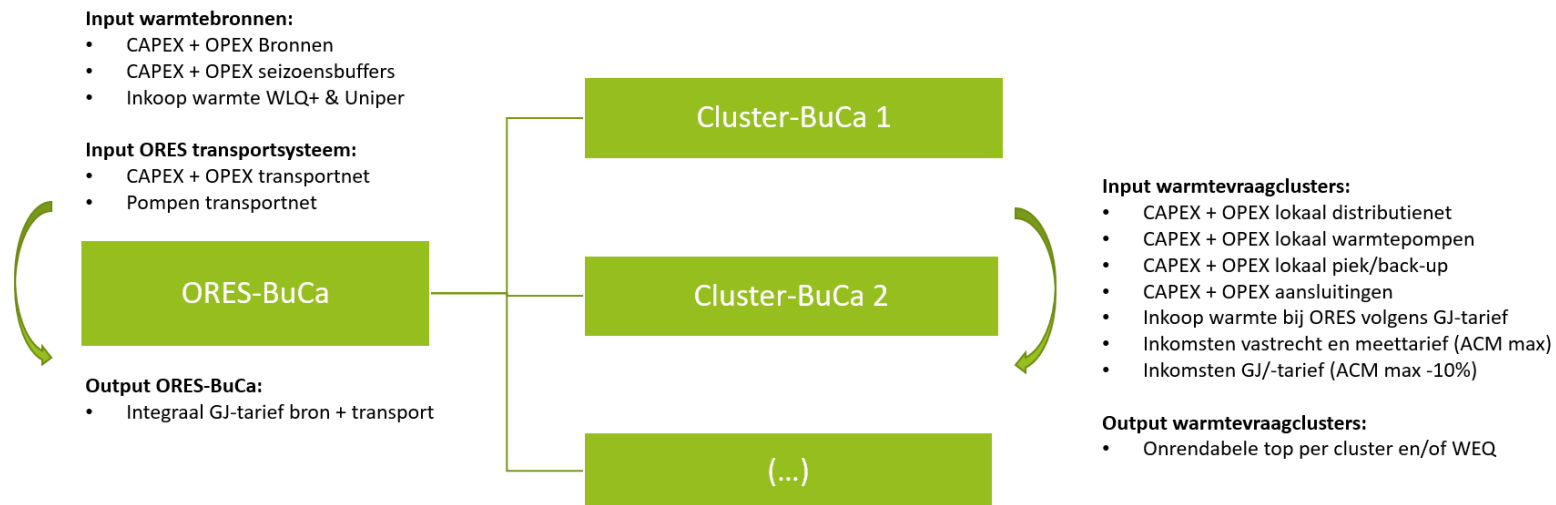 Input warmtebronnen:
• CAPEX + OPEX Bronnen
• CAPEX + OPEX seizoensbuffers
• Inkoop warmte WLQ+ & Uniper
Input ORES transportsysteem:
• CAPEX + OPEX transportnet
• Pompen transportnet
ORES-BuCa
Output ORES-BuCa:
• Integraal GJ-tarief bron + transport
Cluster-BuCa 1
Cluster-BuCa 2
(...)
Input warmtevraagclusters:
• CAPEX + OPEX lokaal distributienet
• CAPEX + OPEX lokaal warmtepompen
• CAPEX + OPEX lokaal piek/back-up
• CAPEX + OPEX aansluitingen
• Inkoop warmte bij ORES volgens GJ-tarief
• Inkomsten vastrecht en meettarief (ACM max)
• Inkomsten GJ/-tarief (ACM max -10%)
Output warmtevraagclusters:
• Onrendabele top per cluster en/of WEQ